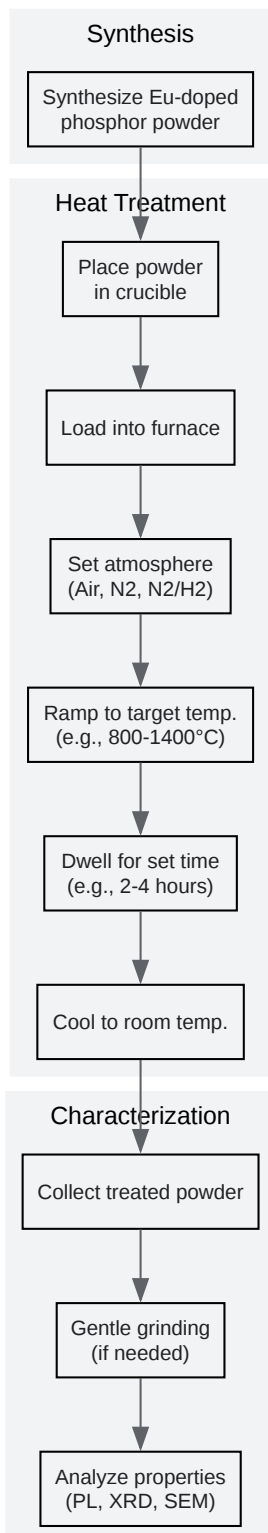 Synthesis
Synthesize Eu-doped
phosphor powder
Heat Treatment
Place powder
in crucible
Load into furnace
Set atmosphere
(Air, N2, N2/H2)
Ramp to target temp.
(e.g., 800-1400°C)
Dwell for set time
(e.g., 2-4 hours)
Cool to room temp.
Characterization
Collect treated powder
Gentle grinding
(if needed)
Analyze properties
(PL, XRD, SEM)